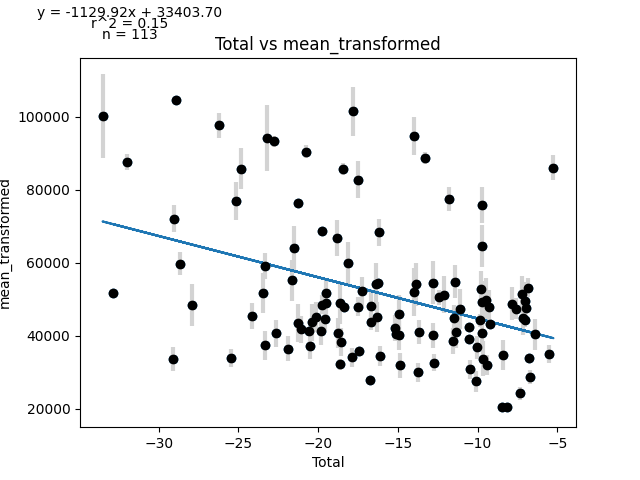 y = -1129.92x + 33403.70
r^2 = 0.15
n = 113
Total vs mean_transformed
mean_transformed
100000
80000
60000
40000
20000
−30
−25
−20
−15
−10
−5
Total